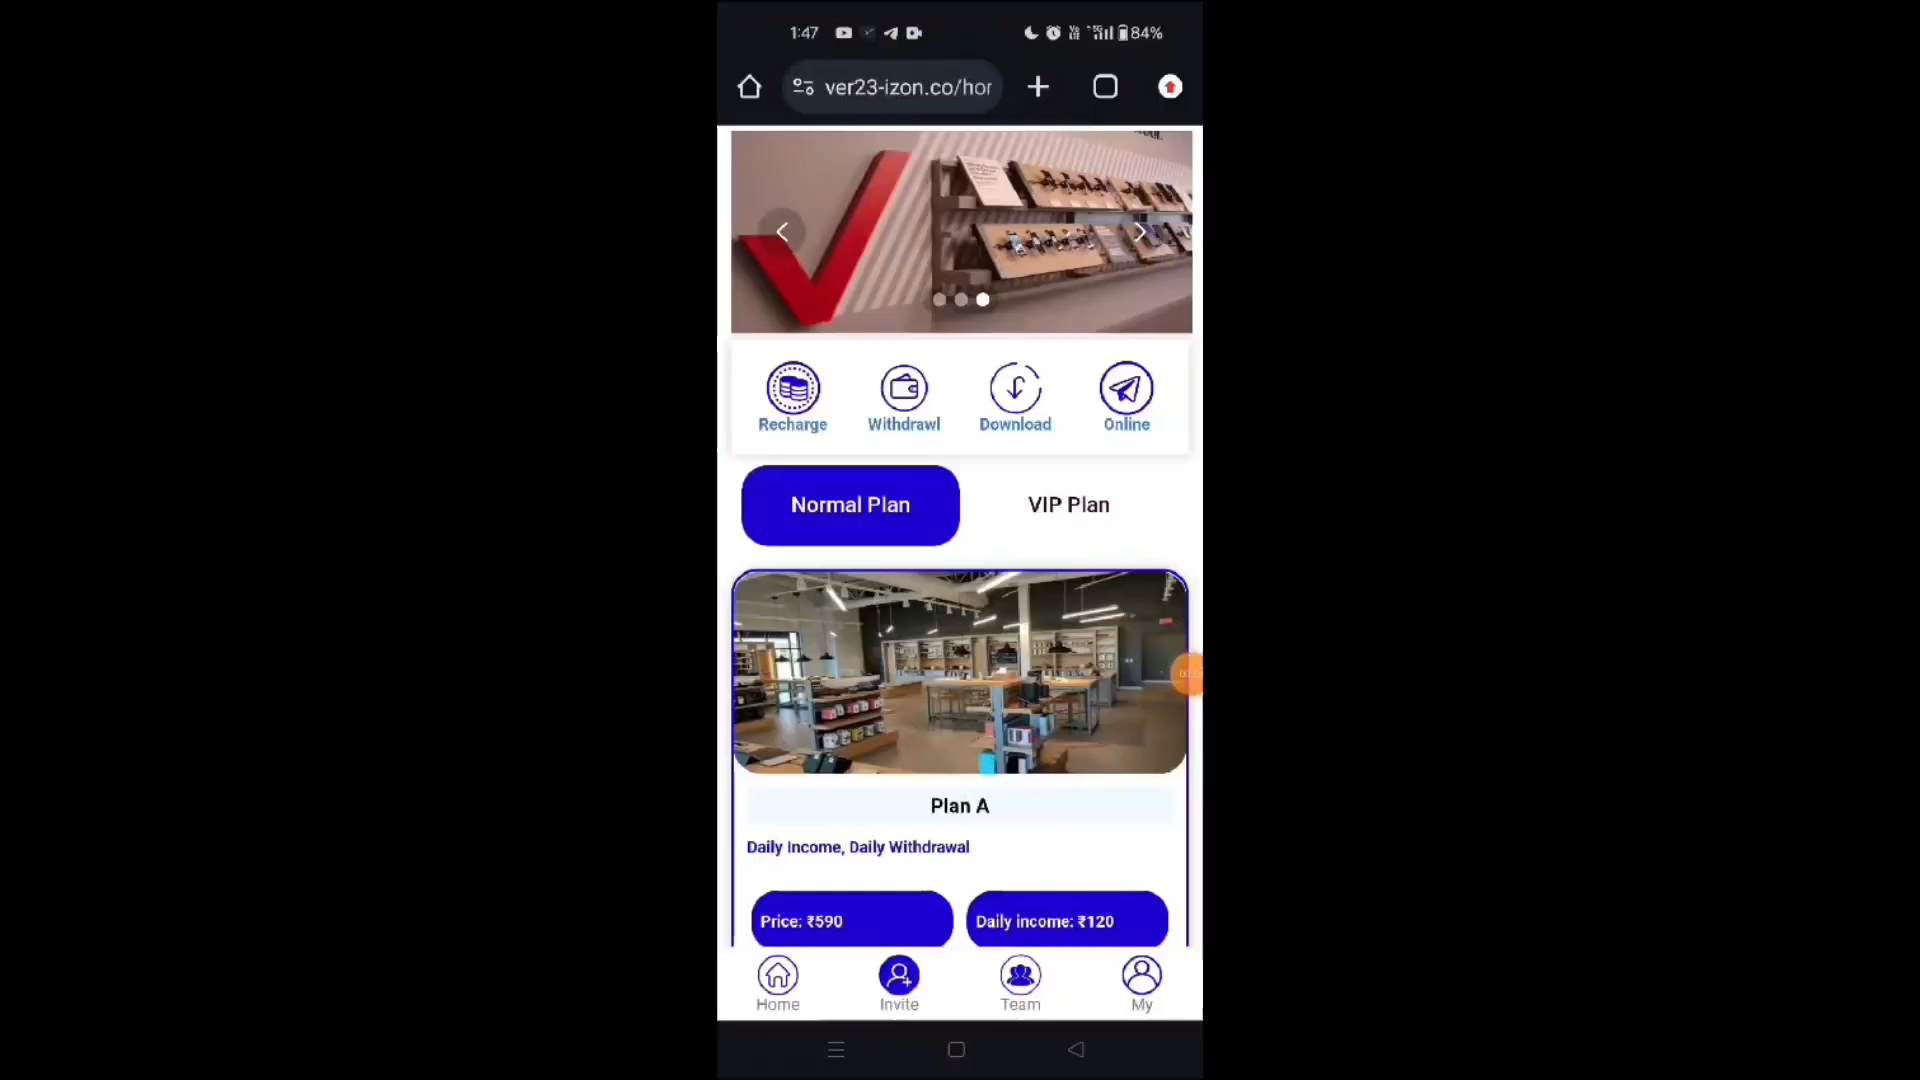 1:47 84%
ver23-izon.co/hor
Recharge Withdrawl Download Online
Normal Plan VIP Plan
Plan A
Daily Income, Daily Withdrawal
Price: ₹590 Daily income: ₹120
Home Invite Team My